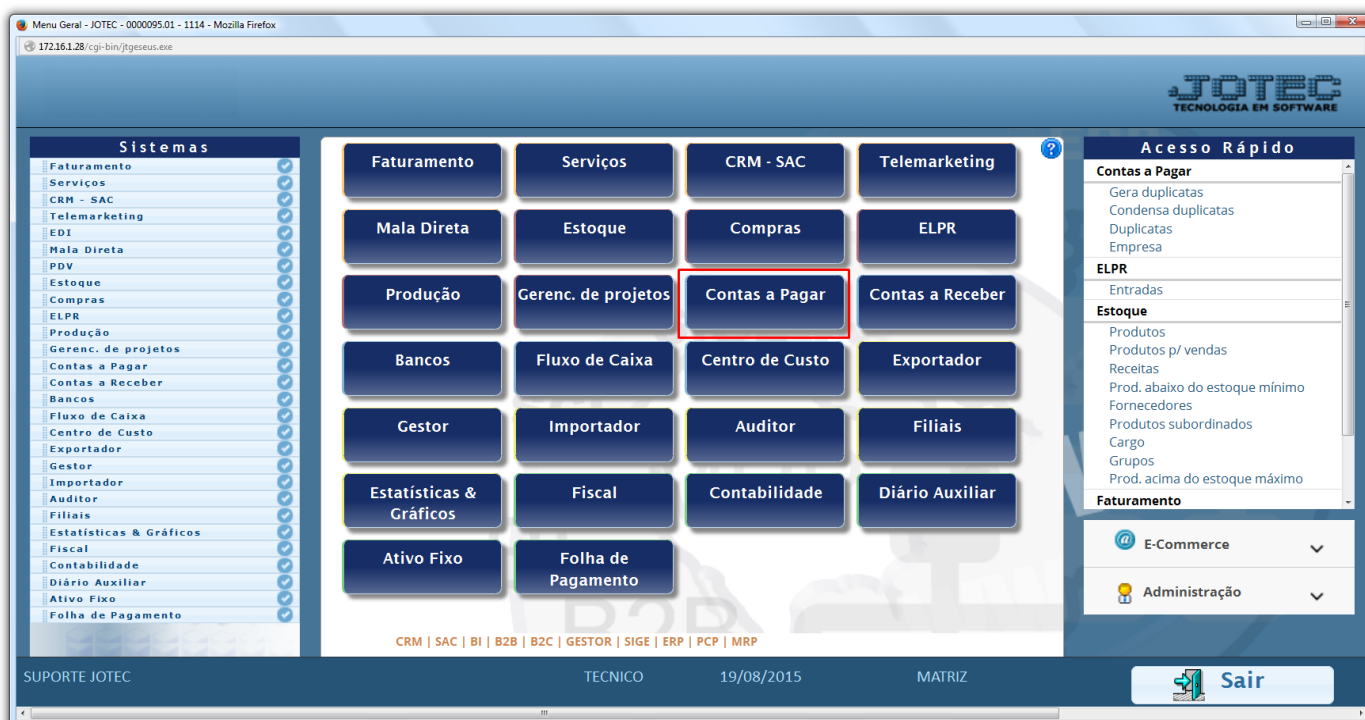 Menu Geral - JOTEC - 0000095.01 - 1114 - Mozilla Firefox
172.16.1.28/cgi-bin/jtgeseus.exe
JOTEC
TECNOLOGIA EM SOFTWARE
Sistemas
Faturamento
Serviços
CRM - SAC
Telemarketing
EDI
Mala Direta
PDV
Estoque
Compras
ELPR
Produção
Gerenc. de projetos
Contas a Pagar
Contas a Receber
Bancos
Fluxo de Caixa
Centro de Custo
Exportador
Gestor
Importador
Auditor
Filiais
Estatísticas & Gráficos
Fiscal
Contabilidade
Diário Auxiliar
Ativo Fixo
Folha de Pagamento
Faturamento
Serviços
CRM - SAC
Telemarketing
Mala Direta
Estoque
Compras
ELPR
Produção
Gerenc. de projetos
Contas a Pagar
Contas a Receber
Bancos
Fluxo de Caixa
Centro de Custo
Exportador
Gestor
Importador
Auditor
Filiais
Estatísticas &
Gráficos
Fiscal
Contabilidade
Diário Auxiliar
Ativo Fixo
Folha de
Pagamento
B2B
CRM | SAC | BI | B2B | B2C | GESTOR | SIGE | ERP | PCP | MRP
?
Acesso Rápido
Contas a Pagar
Gera duplicatas
Condensa duplicatas
Duplicatas
Empresa
ELPR
Entradas
Estoque
Produtos
Produtos p/ vendas
Receitas
Prod. abaixo do estoque mínimo
Fornecedores
Produtos subordinados
Cargo
Grupos
Prod. acima do estoque máximo
Faturamento
@ E-Commerce
Administração
SUPORTE JOTEC
TECNICO
19/08/2015
MATRIZ
Sair